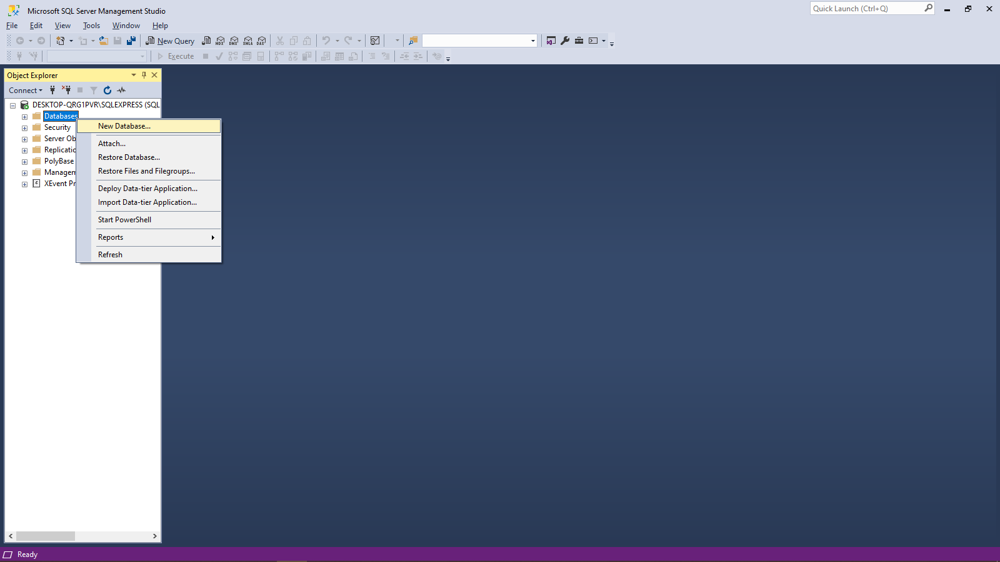 Microsoft SQL Server Management Studio
Quick Launch (Ctrl+Q)
File Edit View Tools Window Help
New Query MDX DMX XMLA DAX
Execute
Object Explorer
Connect
DESKTOP-QRG1PVR\SQLEXPRESS (SQL
Databases
Security
Server Ob
Replicatio
PolyBase
Managem
XEvent Pr
New Database...
Attach...
Restore Database...
Restore Files and Filegroups...
Deploy Data-tier Application...
Import Data-tier Application...
Start PowerShell
Reports
Refresh
Ready